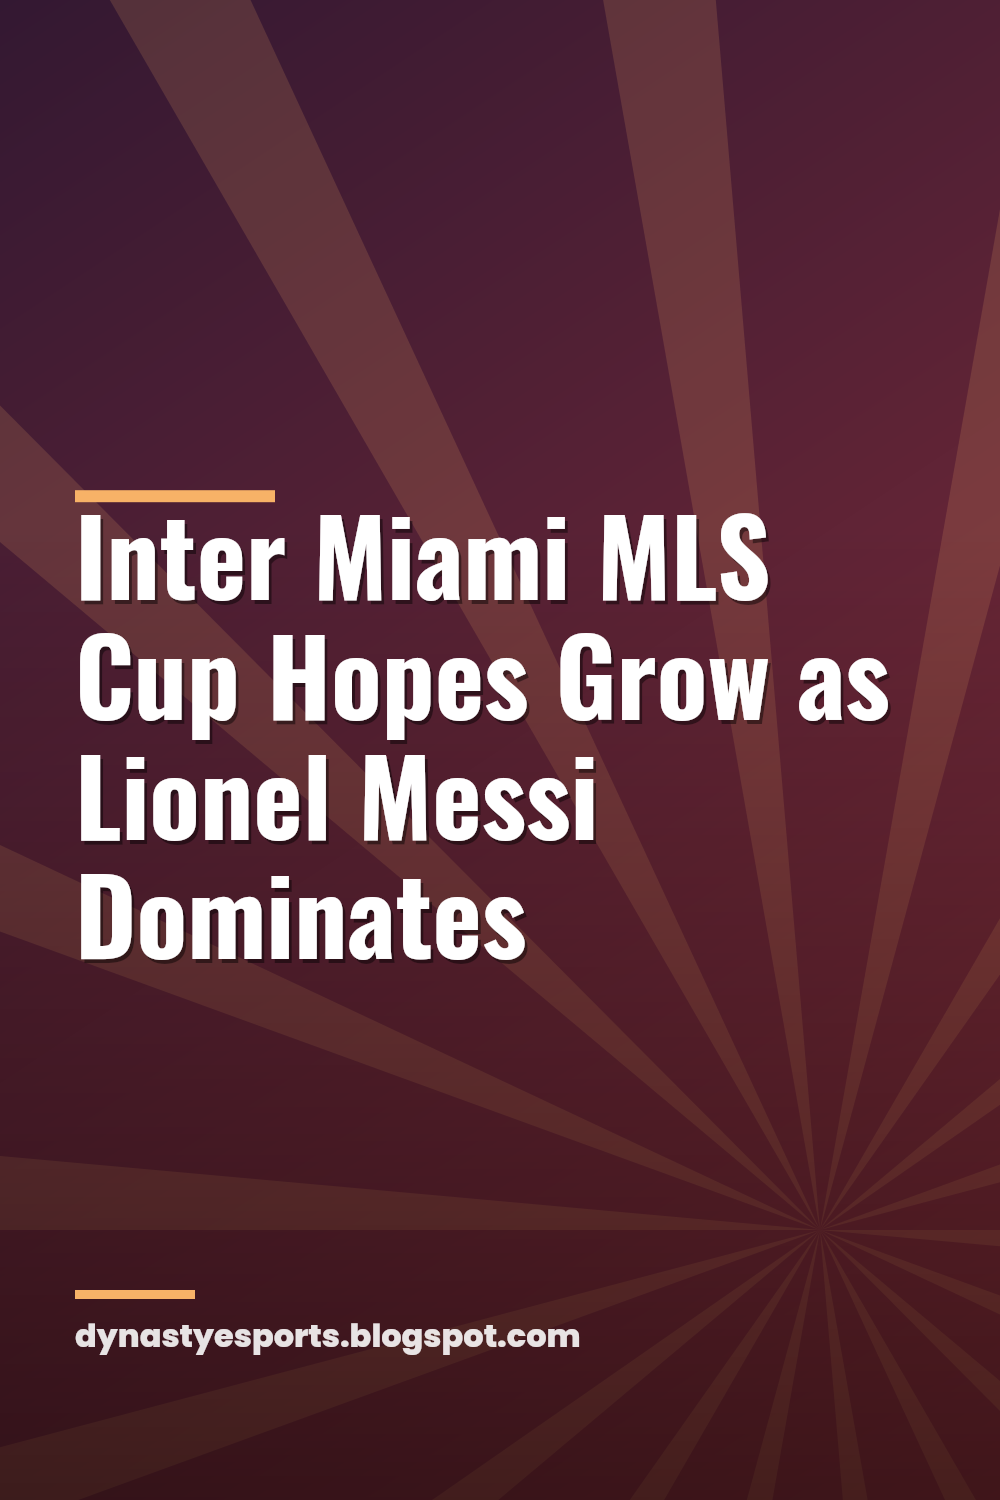 Inter Miami MLS
Cup Hopes Grow as
Lionel Messi
Dominates
dynastyesports.blogspot.com